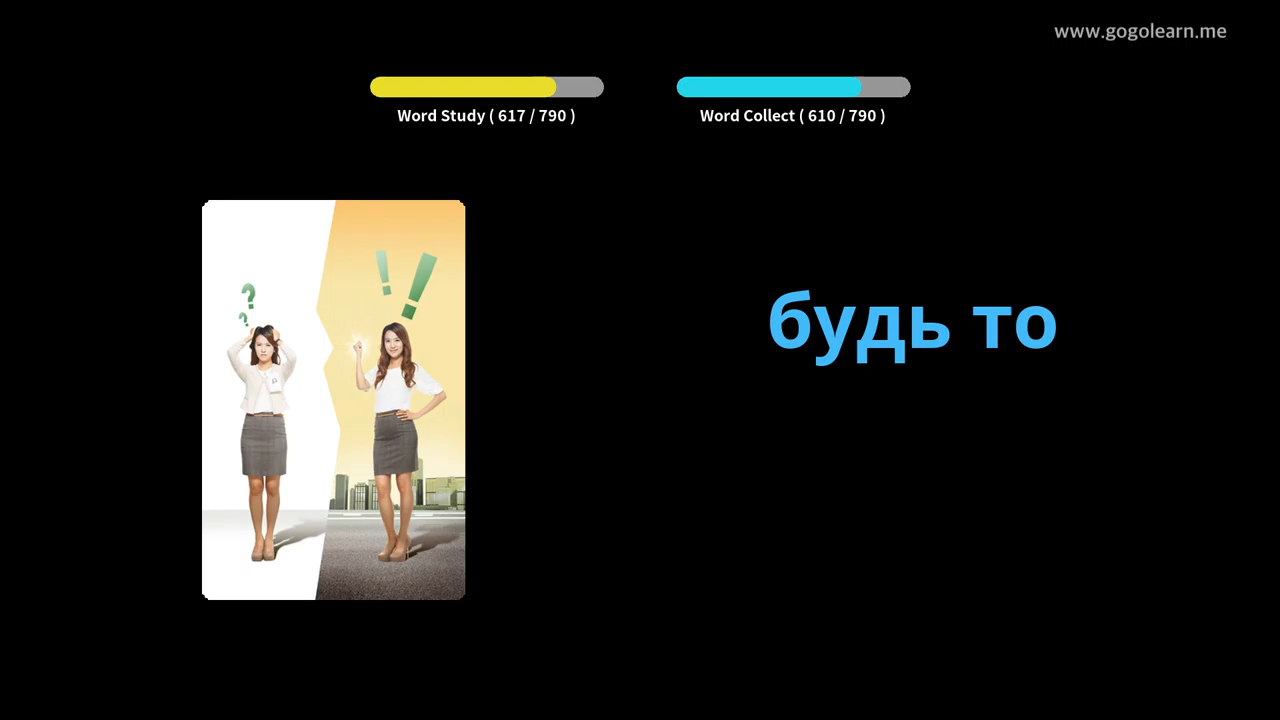 www.gogolearn.me
Word Study ( 617 / 790 )
Word Collect ( 610 / 790 )
? ?
! !
будь то